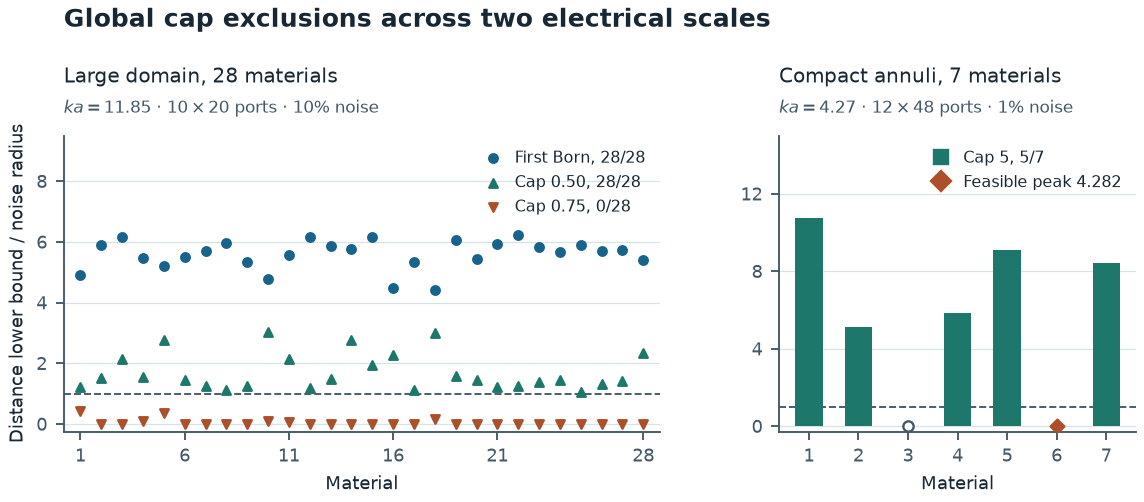 Global cap exclusions across two electrical scales
Large domain, 28 materials
ka = 11.85 · 10 × 20 ports · 10% noise
Distance lower bound / noise radius
8
6
4
2
0
First Born, 28/28
Cap 0.50, 28/28
Cap 0.75, 0/28
1 6 11 16 21 28
Material
Compact annuli, 7 materials
ka = 4.27 · 12 × 48 ports · 1% noise
12
8
4
0
Cap 5, 5/7
Feasible peak 4.282
1 2 3 4 5 6 7
Material